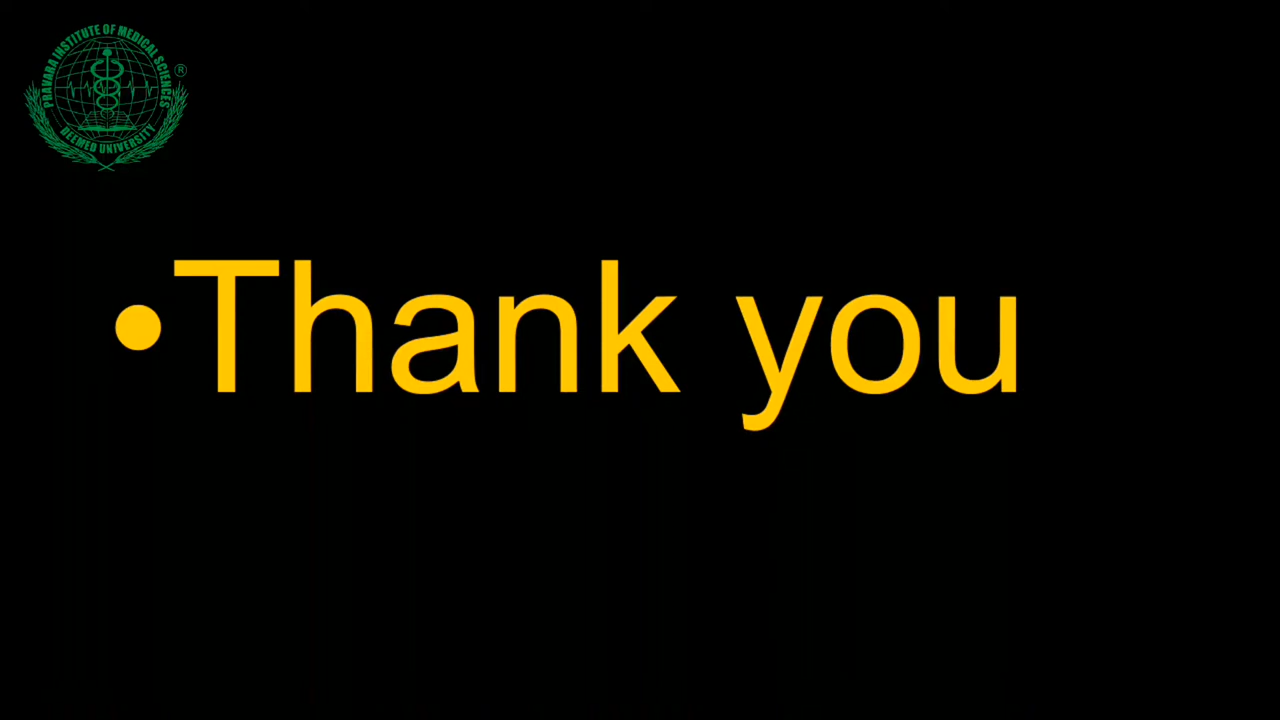 PRAVARA INSTITUTE OF MEDICAL SCIENCES
®
DEEMED UNIVERSITY
•Thank you